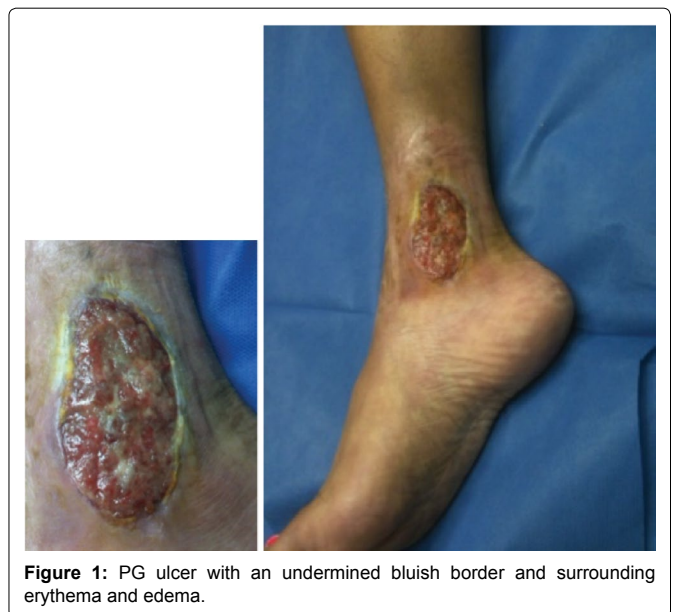 Figure 1: PG ulcer with an undermined bluish border and surrounding
erythema and edema.